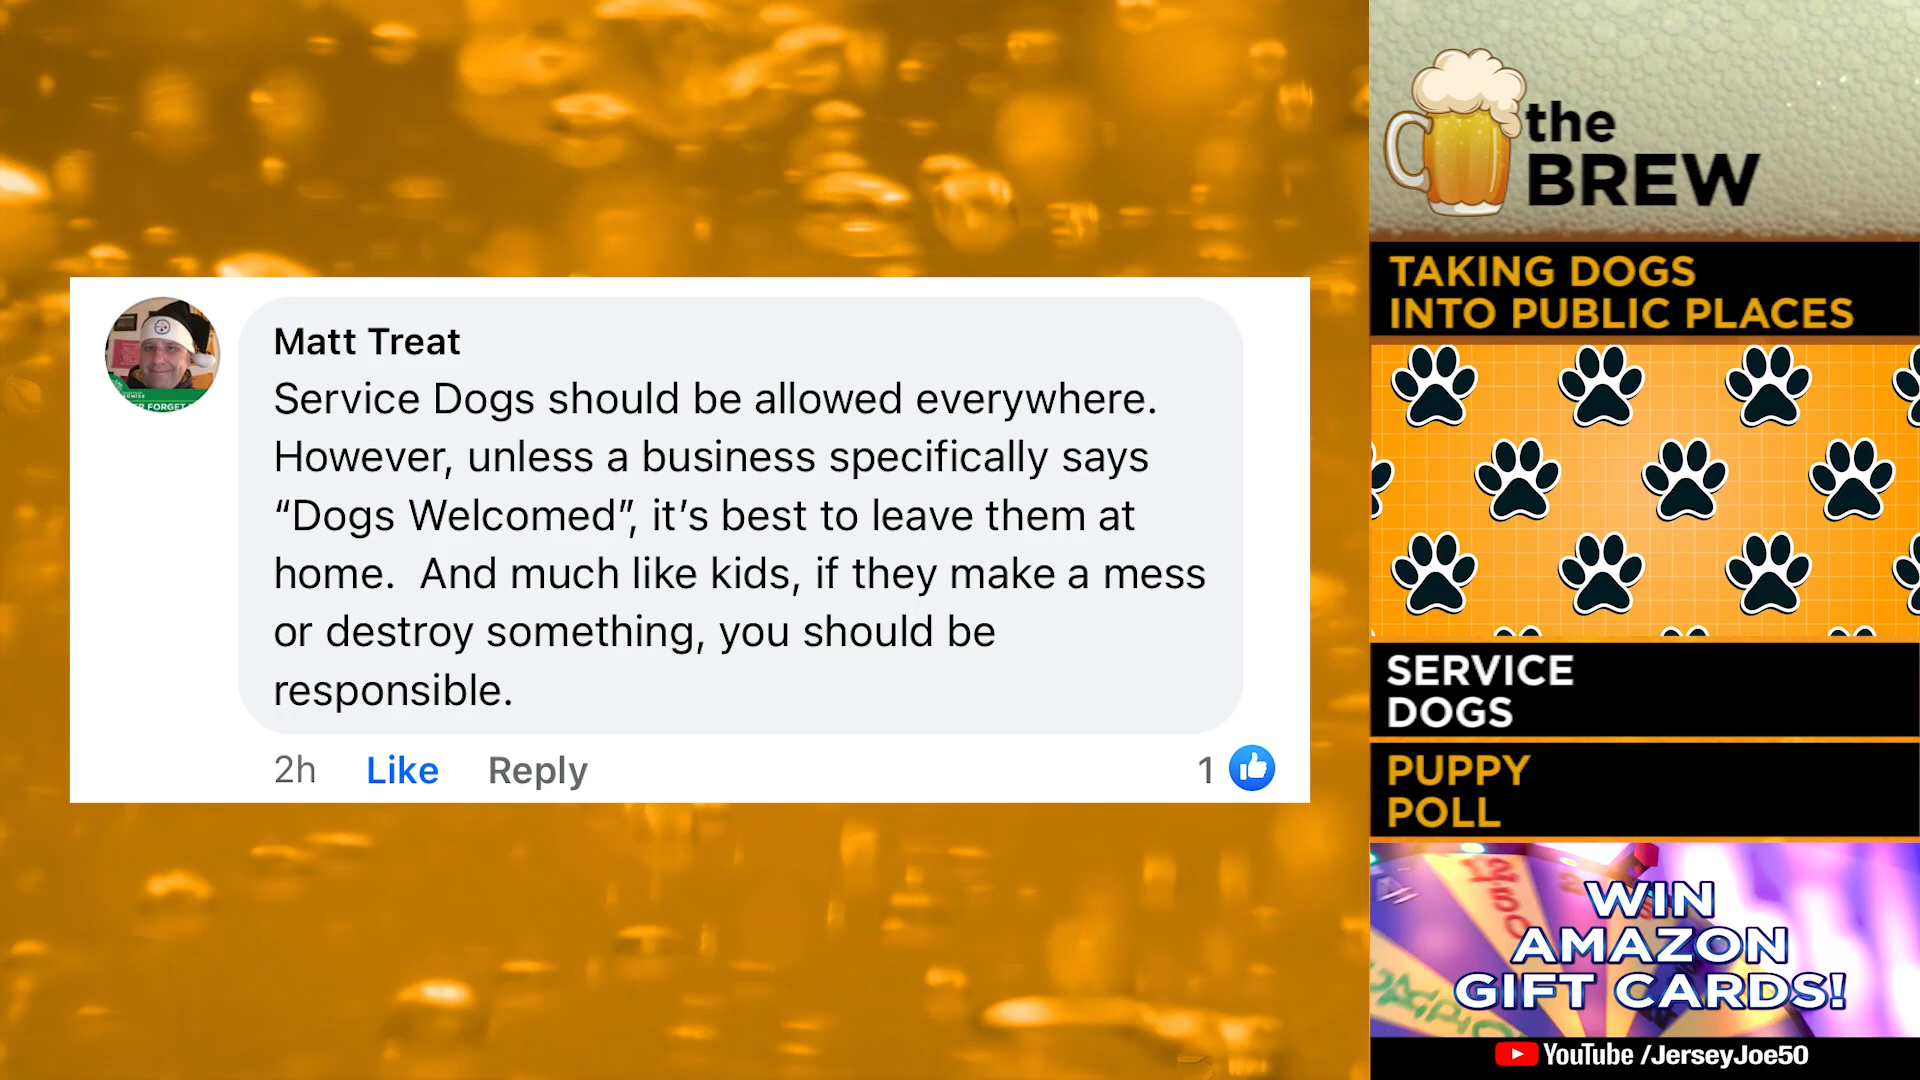 Matt Treat
Service Dogs should be allowed everywhere.
However, unless a business specifically says
“Dogs Welcomed”, it’s best to leave them at
home.  And much like kids, if they make a mess
or destroy something, you should be
responsible.
2h Like Reply 1
the
BREW
TAKING DOGS
INTO PUBLIC PLACES
SERVICE
DOGS
PUPPY
POLL
WIN
AMAZON
GIFT CARDS!
YouTube /JerseyJoe50